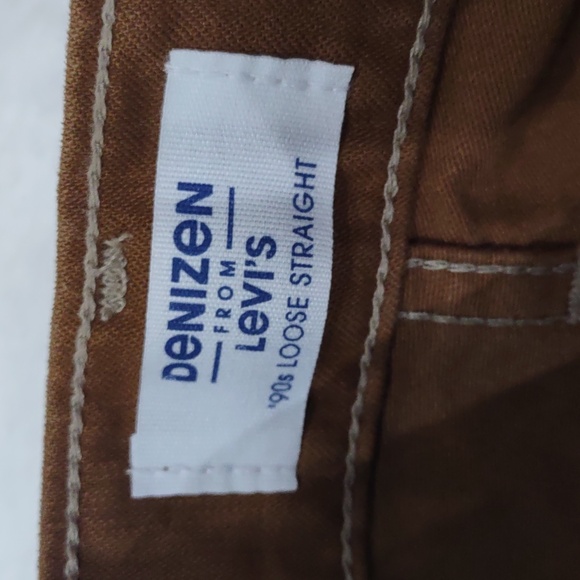 DeNiZeN
FROM
Levi's
'90s LOOSE STRAIGHT